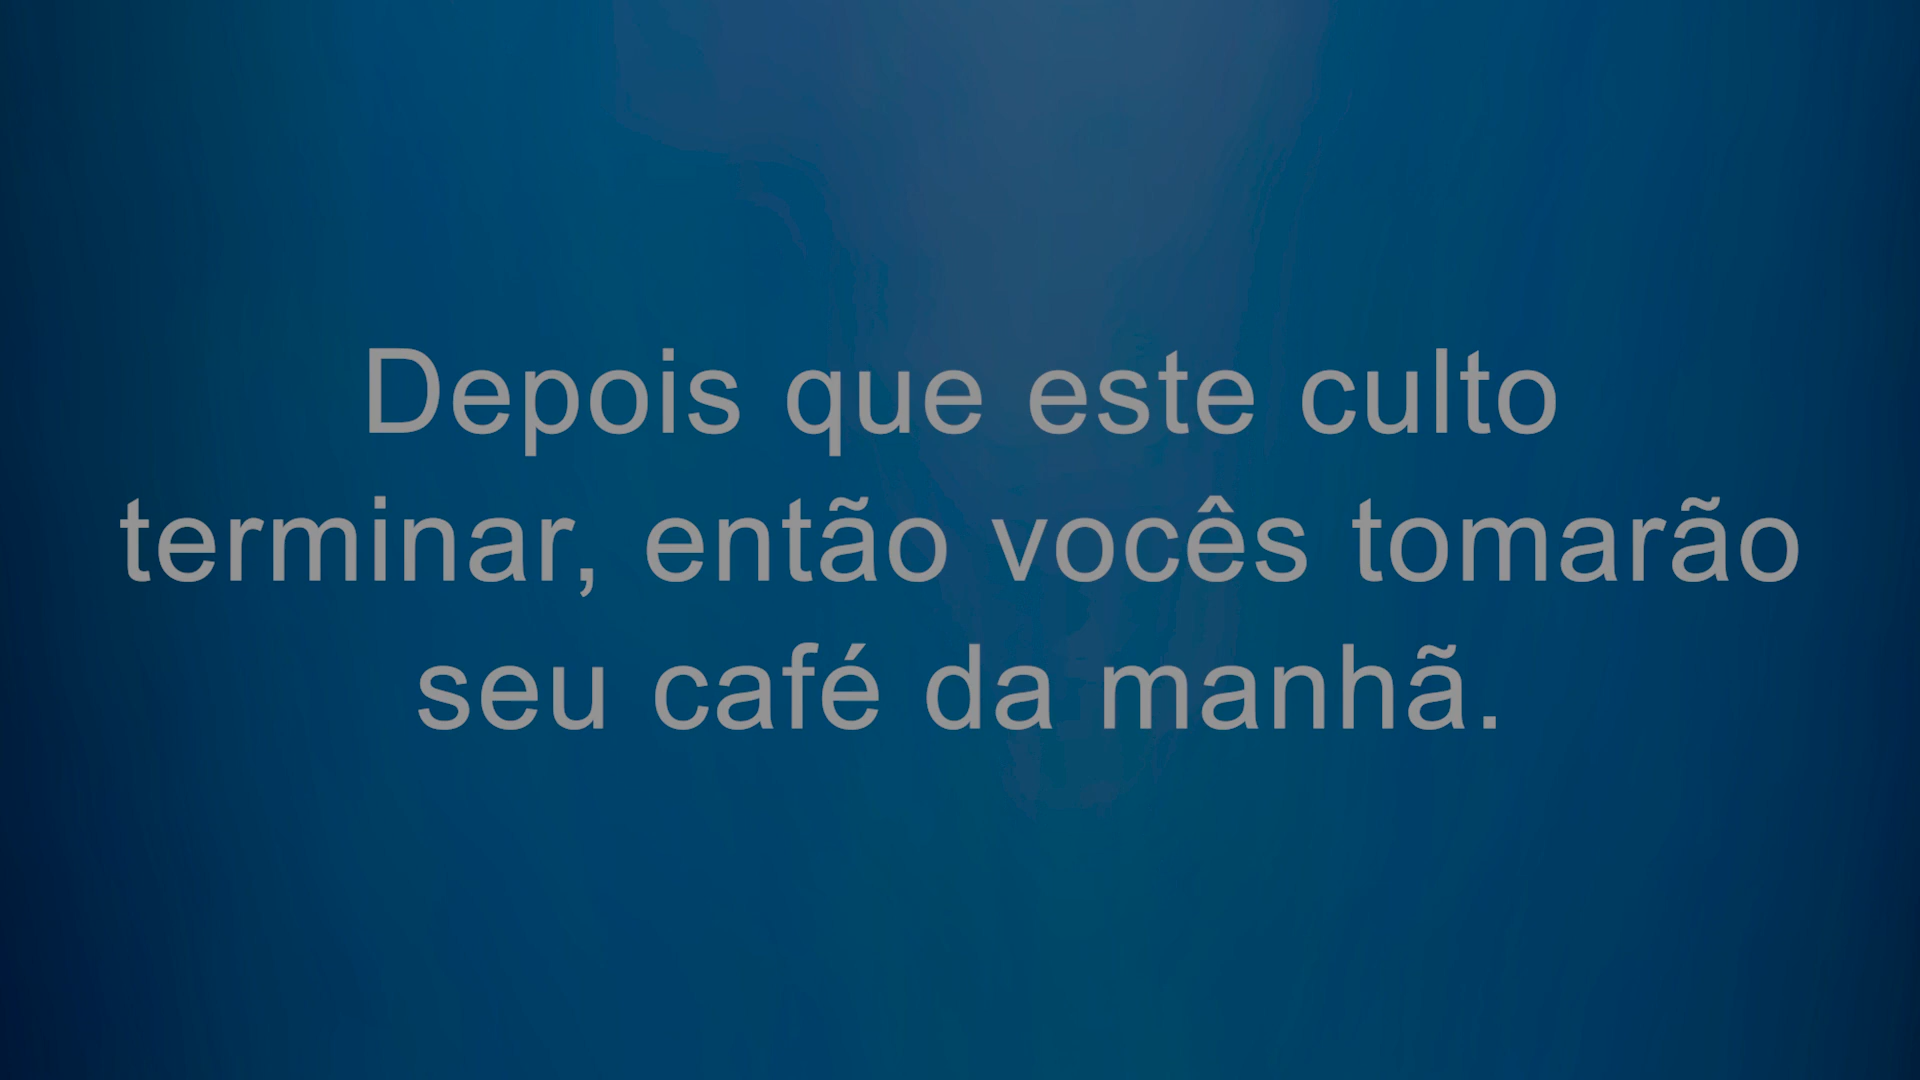 Depois que este culto
terminar, então vocês tomarão
seu café da manhã.